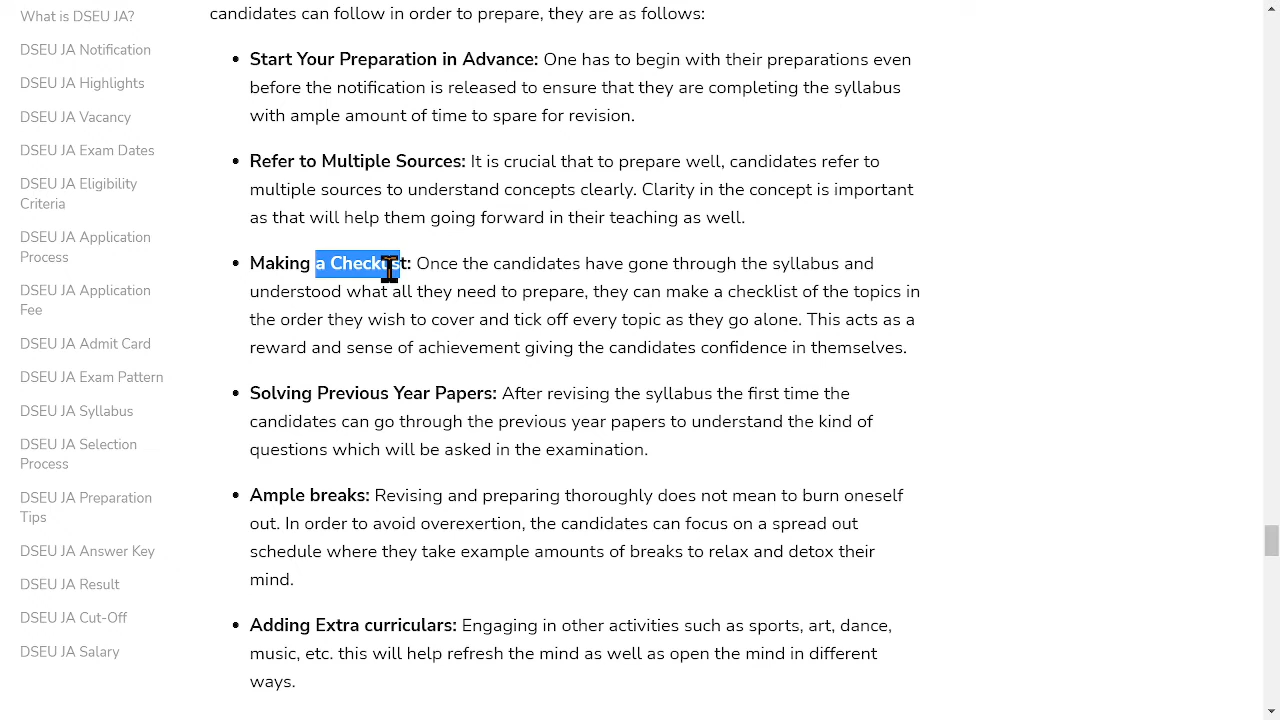 What is DSEU JA?
DSEU JA Notification
DSEU JA Highlights
DSEU JA Vacancy
DSEU JA Exam Dates
DSEU JA Eligibility
Criteria
DSEU JA Application
Process
DSEU JA Application
Fee
DSEU JA Admit Card
DSEU JA Exam Pattern
DSEU JA Syllabus
DSEU JA Selection
Process
DSEU JA Preparation
Tips
DSEU JA Answer Key
DSEU JA Result
DSEU JA Cut-Off
DSEU JA Salary
candidates can follow in order to prepare, they are as follows:
• Start Your Preparation in Advance: One has to begin with their preparations even
before the notification is released to ensure that they are completing the syllabus
with ample amount of time to spare for revision.
• Refer to Multiple Sources: It is crucial that to prepare well, candidates refer to
multiple sources to understand concepts clearly. Clarity in the concept is important
as that will help them going forward in their teaching as well.
• Making a Checklist: Once the candidates have gone through the syllabus and
understood what all they need to prepare, they can make a checklist of the topics in
the order they wish to cover and tick off every topic as they go alone. This acts as a
reward and sense of achievement giving the candidates confidence in themselves.
• Solving Previous Year Papers: After revising the syllabus the first time the
candidates can go through the previous year papers to understand the kind of
questions which will be asked in the examination.
• Ample breaks: Revising and preparing thoroughly does not mean to burn oneself
out. In order to avoid overexertion, the candidates can focus on a spread out
schedule where they take example amounts of breaks to relax and detox their
mind.
• Adding Extra curriculars: Engaging in other activities such as sports, art, dance,
music, etc. this will help refresh the mind as well as open the mind in different
ways.